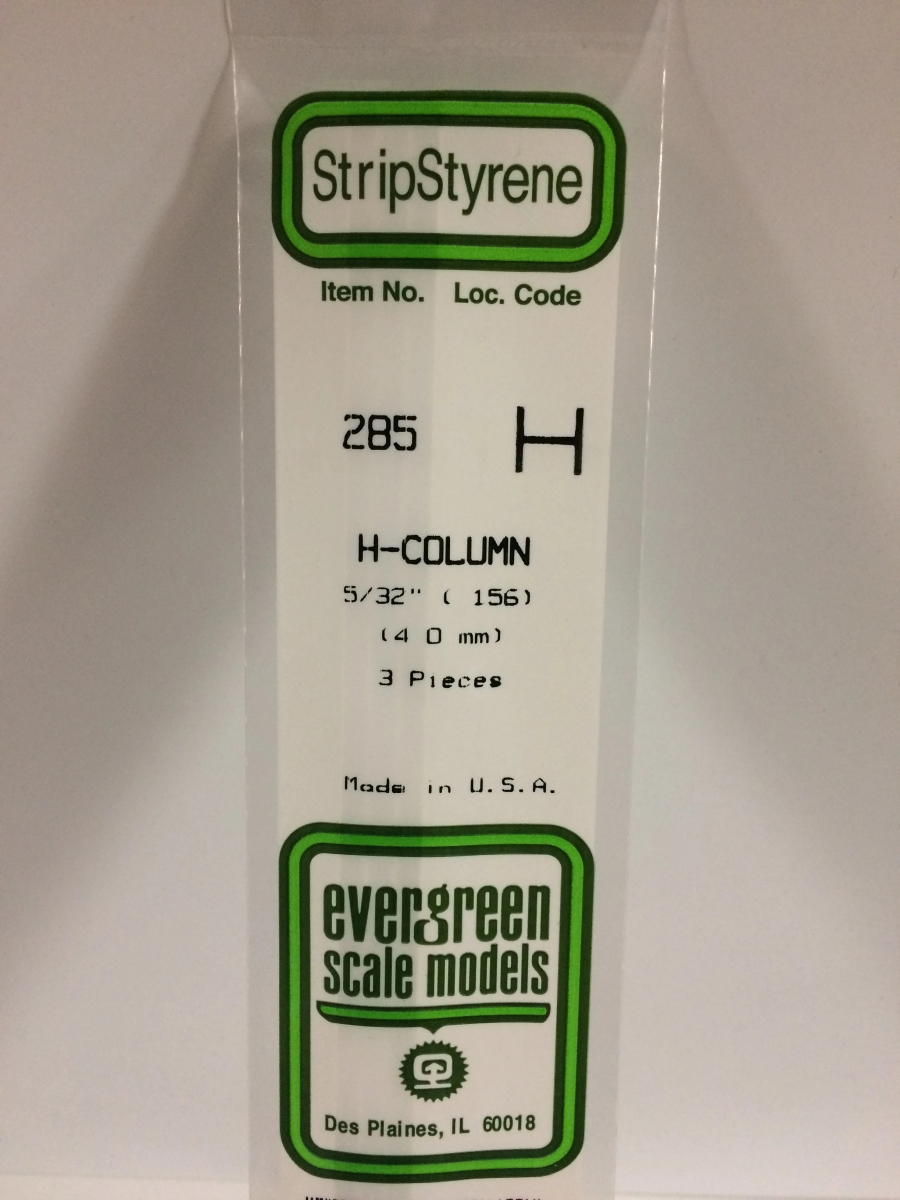 StripStyrene
Item No. Loc. Code
285 H
H-COLUMN
5/32" ( 156)
(4 0 mm)
3 Pieces
Made in U.S.A.
evergreen
scale models
Des Plaines, IL 60018